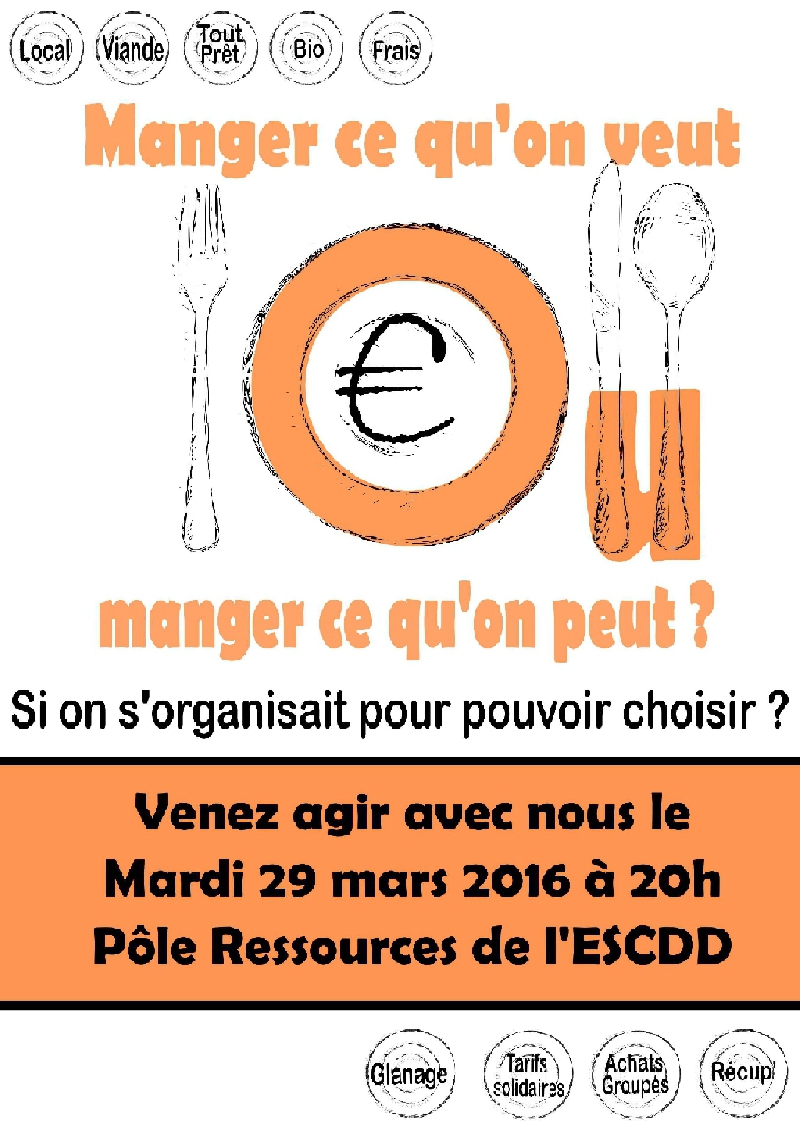 Local Viande Tout Prêt Bio Frais
Manger ce qu'on veut
€
Ou
manger ce qu'on peut ?
Si on s'organisait pour pouvoir choisir ?
Venez agir avec nous le
Mardi 29 mars 2016 à 20h
Pôle Ressources de l'ESCDD
Glanage Tarifs solidaires Achats Groupés Récup'